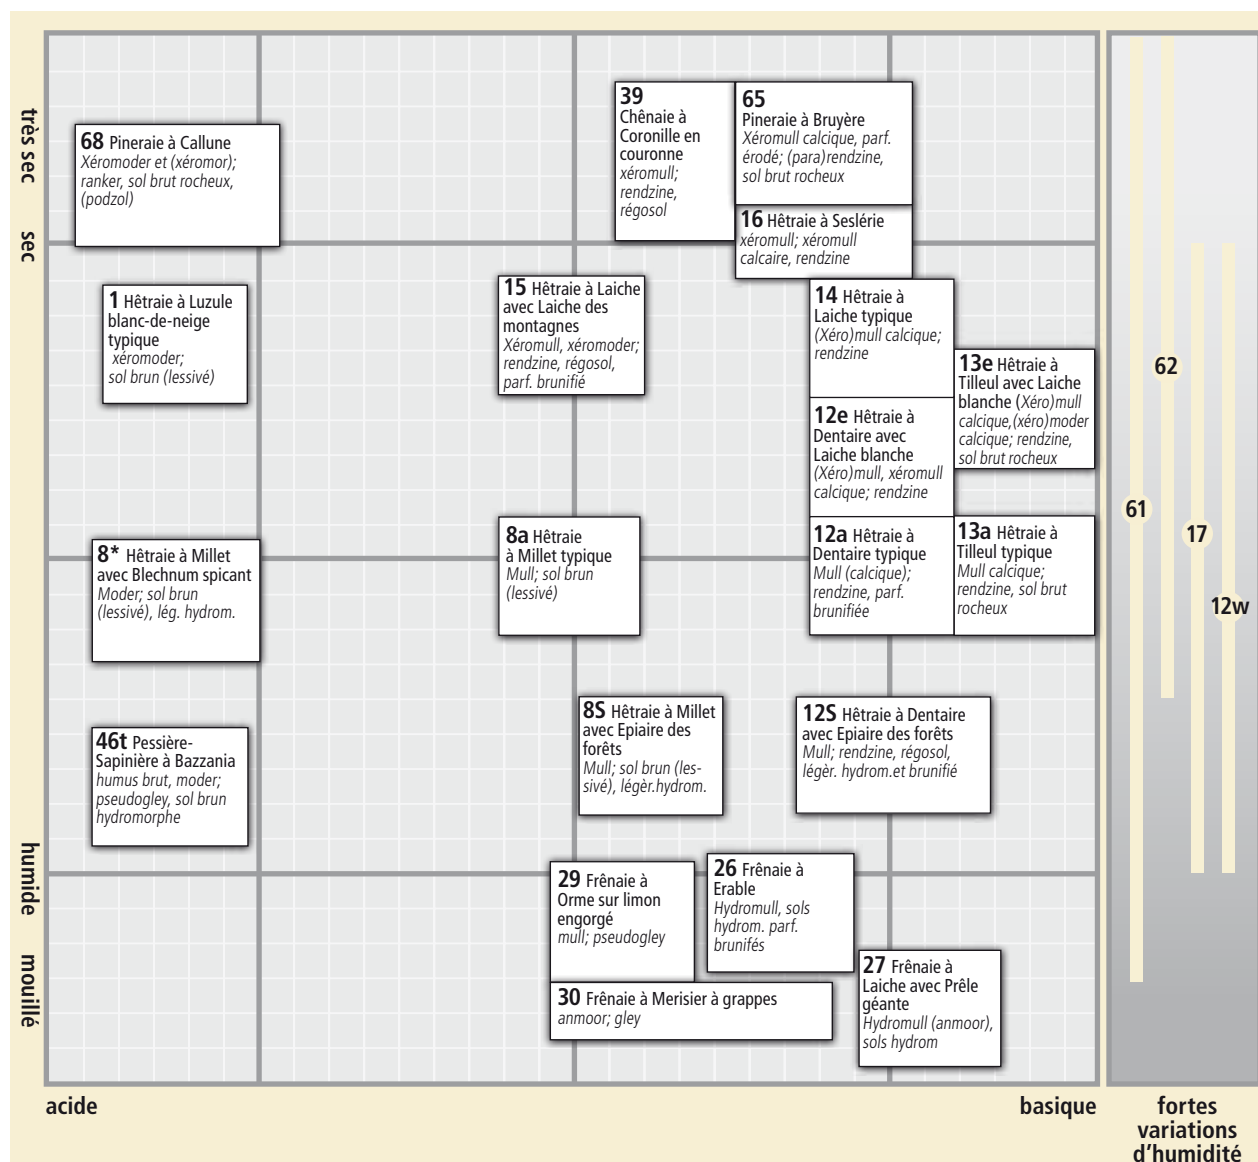 très sec
sec
humide
mouillé
68 Pineraie à Callune
Xéromoder et (xéromor);
ranker, sol brut rocheux,
(podzol)
39
Chênaie à
Coronille en
couronne
xéromull;
rendzine,
régosol
65
Pineraie à Bruyère
Xéromull calcique, parf.
érodé; (para)rendzine,
sol brut rocheux
16 Hêtraie à Seslérie
xéromull; xéromull
calcaire, rendzine
1 Hêtraie à Luzule
blanc-de-neige
typique
xéromoder;
sol brun (lessivé)
15 Hêtraie à Laiche
avec Laiche des
montagnes
Xéromull, xéromoder;
rendzine, régosol,
parf. brunifié
14 Hêtraie à
Laiche typique
(Xéro)mull calcique;
rendzine
13e Hêtraie à
Tilleul avec Laiche
blanche (Xéro)mull
calcique,(xéro)moder
calcique; rendzine,
sol brut rocheux
12e Hêtraie à
Dentaire avec
Laiche blanche
(Xéro)mull, xéromull
calcique; rendzine
8* Hêtraie à Millet
avec Blechnum spicant
Moder; sol brun
(lessivé), lég. hydrom.
8a Hêtraie
à Millet typique
Mull; sol brun
(lessivé)
12a Hêtraie à
Dentaire typique
Mull (calcique);
rendzine, parf.
brunifiée
13a Hêtraie à
Tilleul typique
Mull calcique;
rendzine, sol brut
rocheux
46t Pessière-
Sapinière à Bazzania
humus brut, moder;
pseudogley, sol brun
hydromorphe
8S Hêtraie à Millet
avec Epiaire des
forêts
Mull; sol brun (les-
sivé), légèr.hydrom.
12S Hêtraie à Dentaire
avec Epiaire des forêts
Mull; rendzine, régosol,
légèr. hydrom.et brunifié
29 Frênaie à
Orme sur limon
engorgé
mull; pseudogley
26 Frênaie à
Erable
Hydromull, sols
hydrom. parf.
brunifés
30 Frênaie à Merisier à grappes
anmoor; gley
27 Frênaie à
Laiche avec Prêle
géante
Hydromull (anmoor),
sols hydrom
62
61
17
12w
acide
basique
fortes
variations
d'humidité